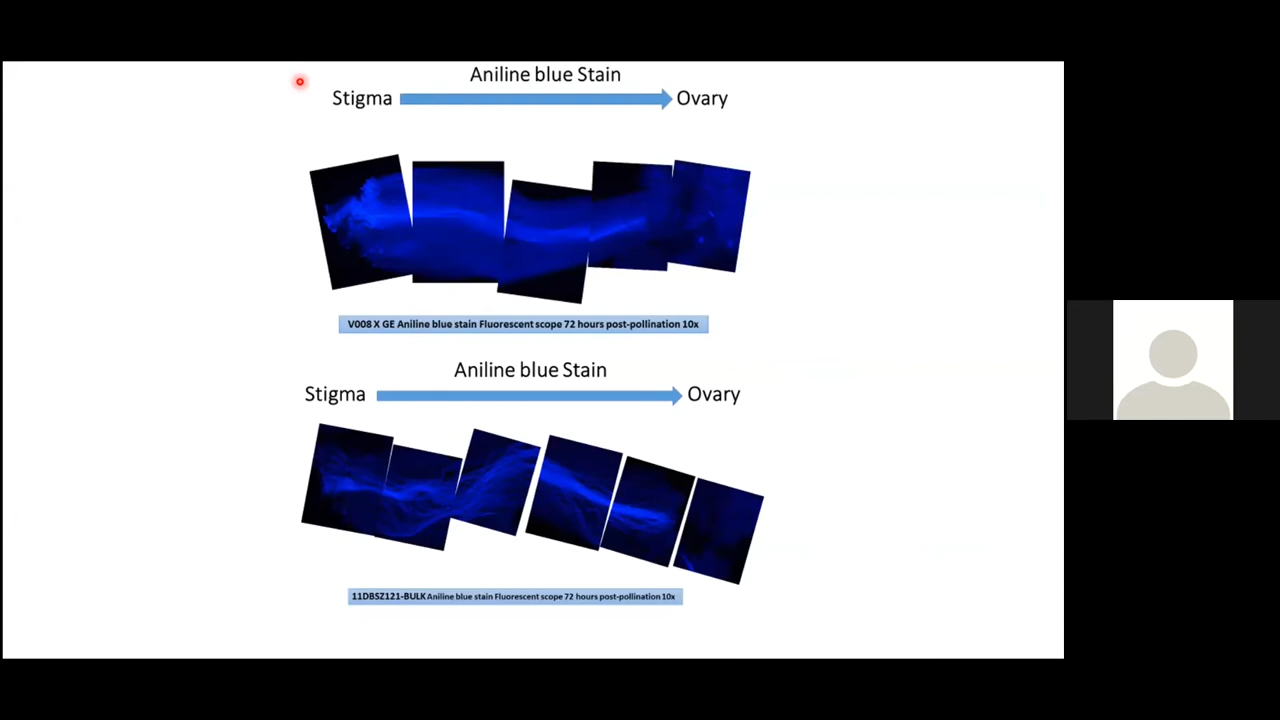 Aniline blue Stain
Stigma Ovary
V008 X GE Aniline blue stain Fluorescent scope 72 hours post-pollination 10x
Aniline blue Stain
Stigma Ovary
11DBSZ121-BULK Aniline blue stain Fluorescent scope 72 hours post-pollination 10x